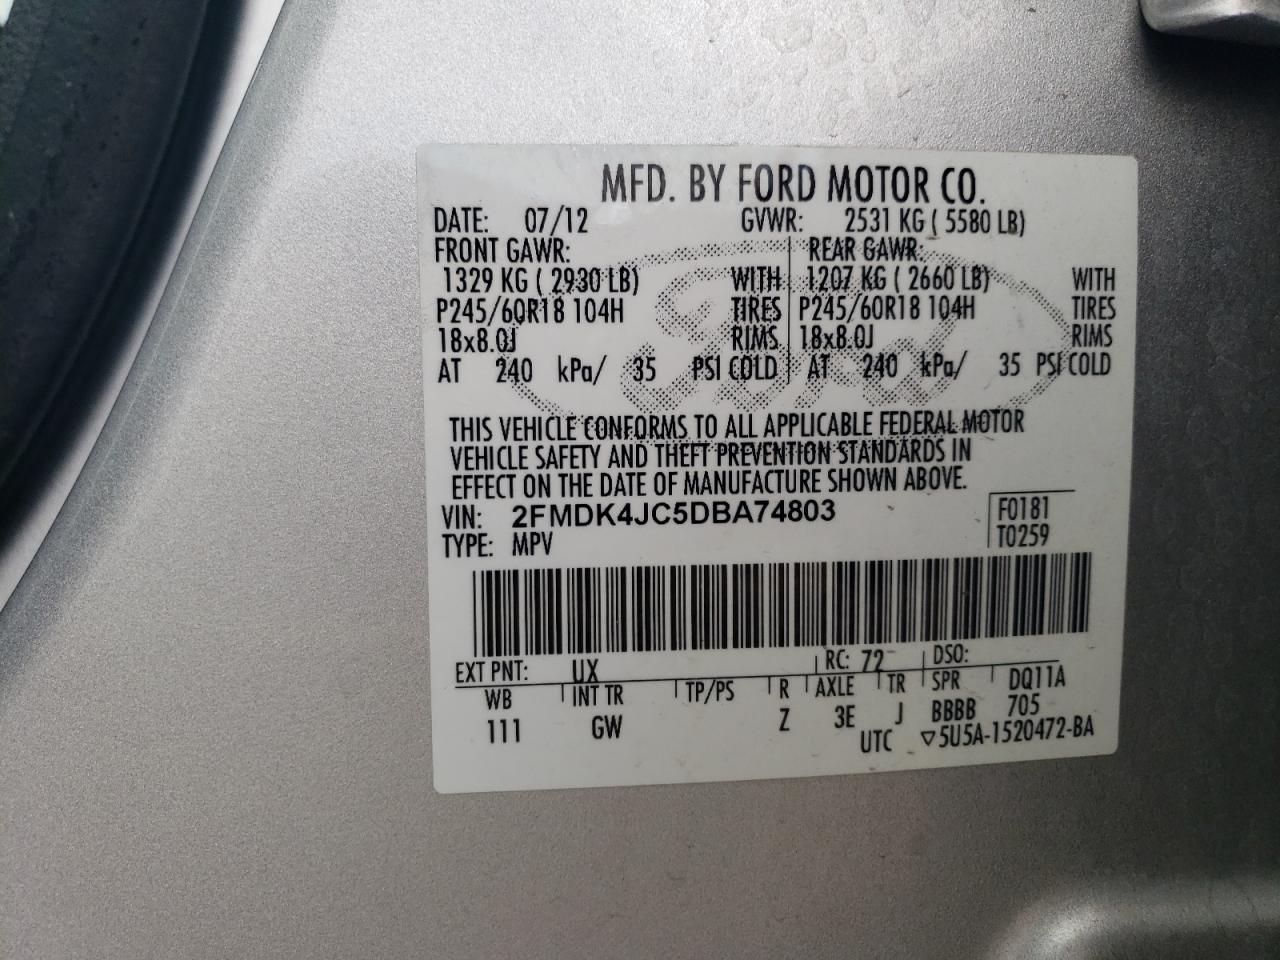 MFD. BY FORD MOTOR CO.
DATE: 07/12 GVWR: 2531 KG ( 5580 LB)
FRONT GAWR: REAR GAWR:
1329 KG ( 2930 LB) WITH 1207 KG ( 2660 LB) WITH
P245/60R18 104H TIRES P245/60R18 104H TIRES
18x8.0J RIMS 18x8.0J RIMS
AT 240 kPa/ 35 PSI COLD AT 240 kPa/ 35 PSI COLD
Ford
THIS VEHICLE CONFORMS TO ALL APPLICABLE FEDERAL MOTOR
VEHICLE SAFETY AND THEFT PREVENTION STANDARDS IN
EFFECT ON THE DATE OF MANUFACTURE SHOWN ABOVE.
VIN: 2FMDK4JC5DBA74803 F0181
TYPE: MPV T0259
EXT PNT: UX RC: 72 DSO:
WB INT TR TP/PS R AXLE TR SPR DQ11A
111 GW Z 3E J BBBB 705
UTC ▽5U5A-1520472-BA